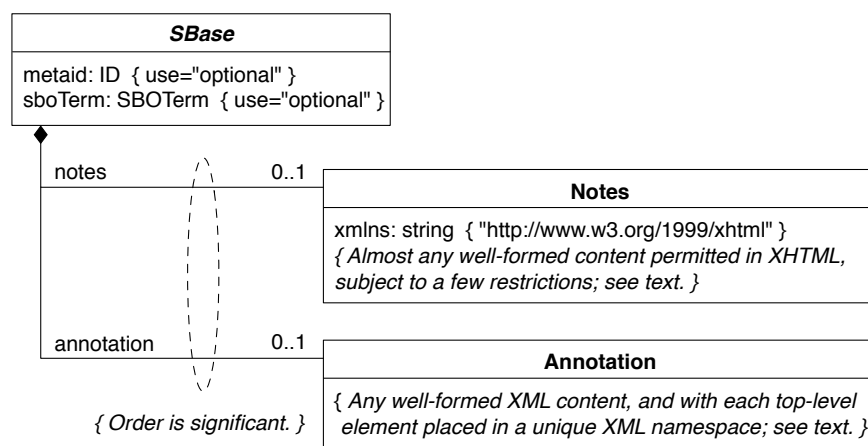 SBase
metaid: ID { use="optional" }
sboTerm: SBOTerm { use="optional" }
notes 0..1
Notes
xmlns: string { "http://www.w3.org/1999/xhtml" }
{ Almost any well-formed content permitted in XHTML,
subject to a few restrictions; see text. }
annotation 0..1
Annotation
{ Any well-formed XML content, and with each top-level
element placed in a unique XML namespace; see text. }
{ Order is significant. }